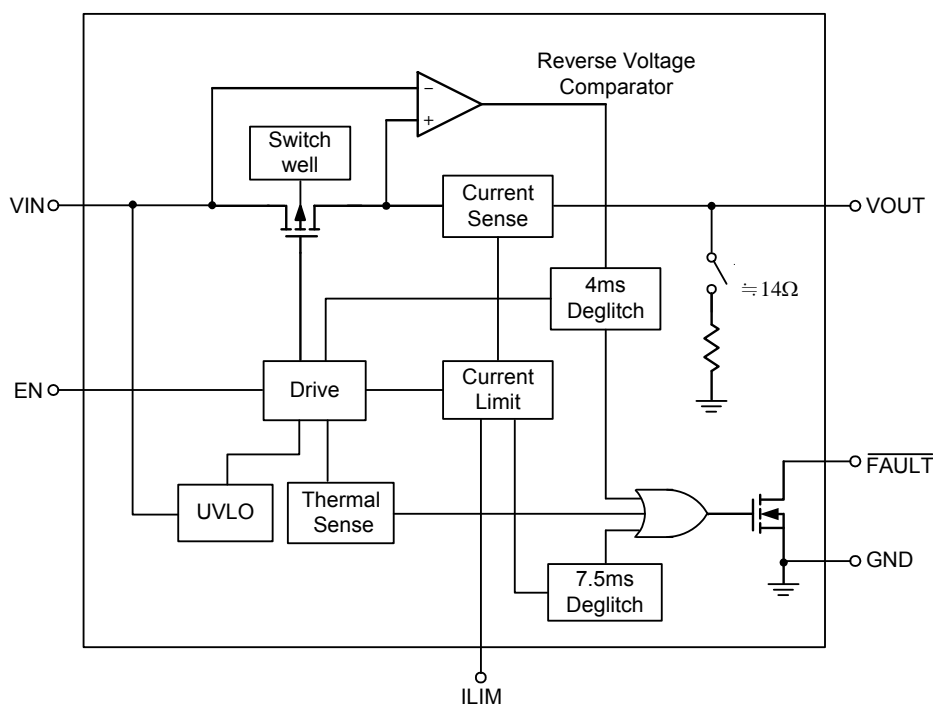 Reverse Voltage
Comparator
−
+
Switch
well
VIN
Current
Sense
VOUT
4ms
Deglitch
≒14Ω
EN
Drive
Current
Limit
FAULT
UVLO
Thermal
Sense
GND
7.5ms
Deglitch
ILIM